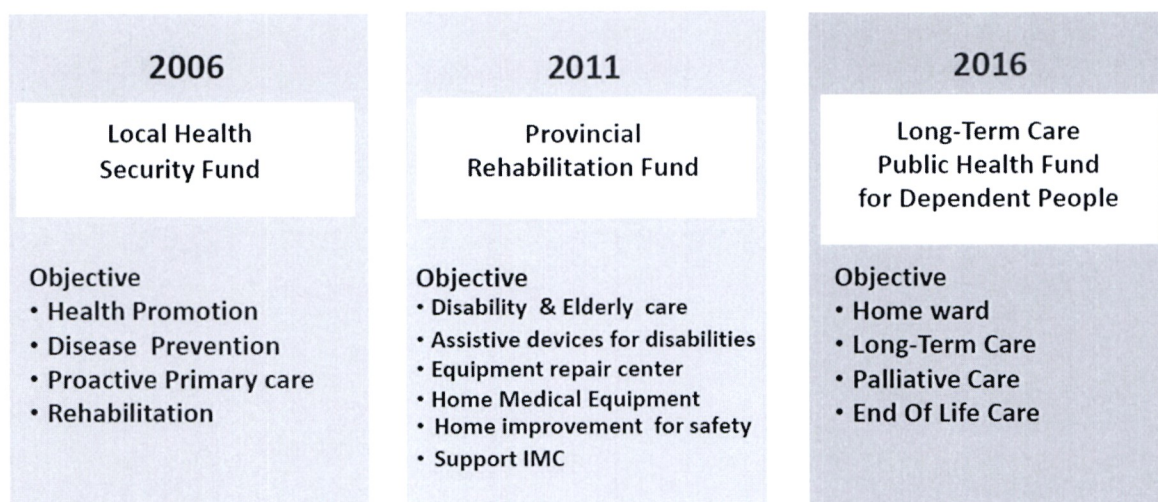 2006
Local Health
Security Fund
Objective
• Health Promotion
• Disease Prevention
• Proactive Primary care
• Rehabilitation
2011
Provincial
Rehabilitation Fund
Objective
• Disability & Elderly care
• Assistive devices for disabilities
• Equipment repair center
• Home Medical Equipment
• Home improvement for safety
• Support IMC
2016
Long-Term Care
Public Health Fund
for Dependent People
Objective
• Home ward
• Long-Term Care
• Palliative Care
• End Of Life Care